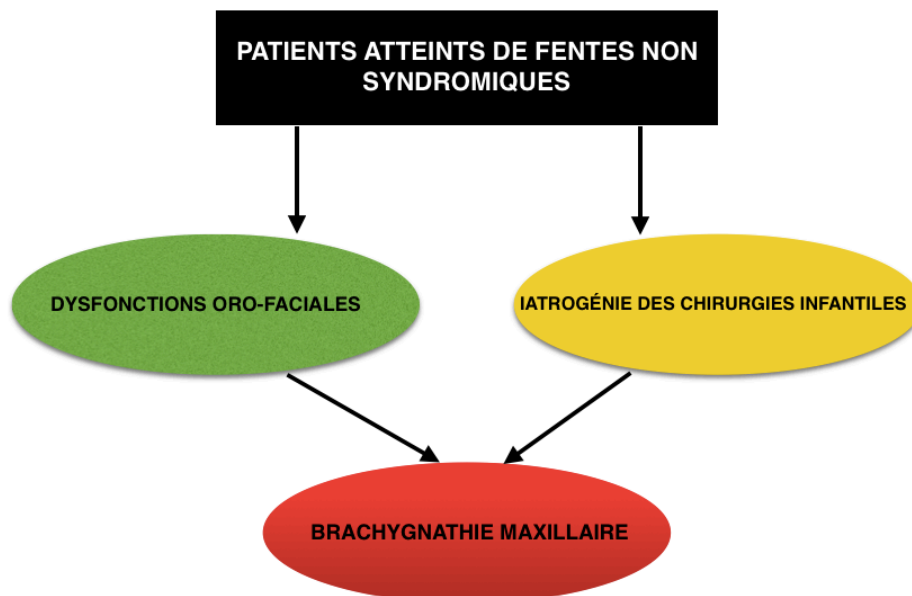 PATIENTS ATTEINTS DE FENTES NON
SYNDROMIQUES
DYSFONCTIONS ORO-FACIALES
IATROGÉNIE DES CHIRURGIES INFANTILES
BRACHYGNATHIE MAXILLAIRE